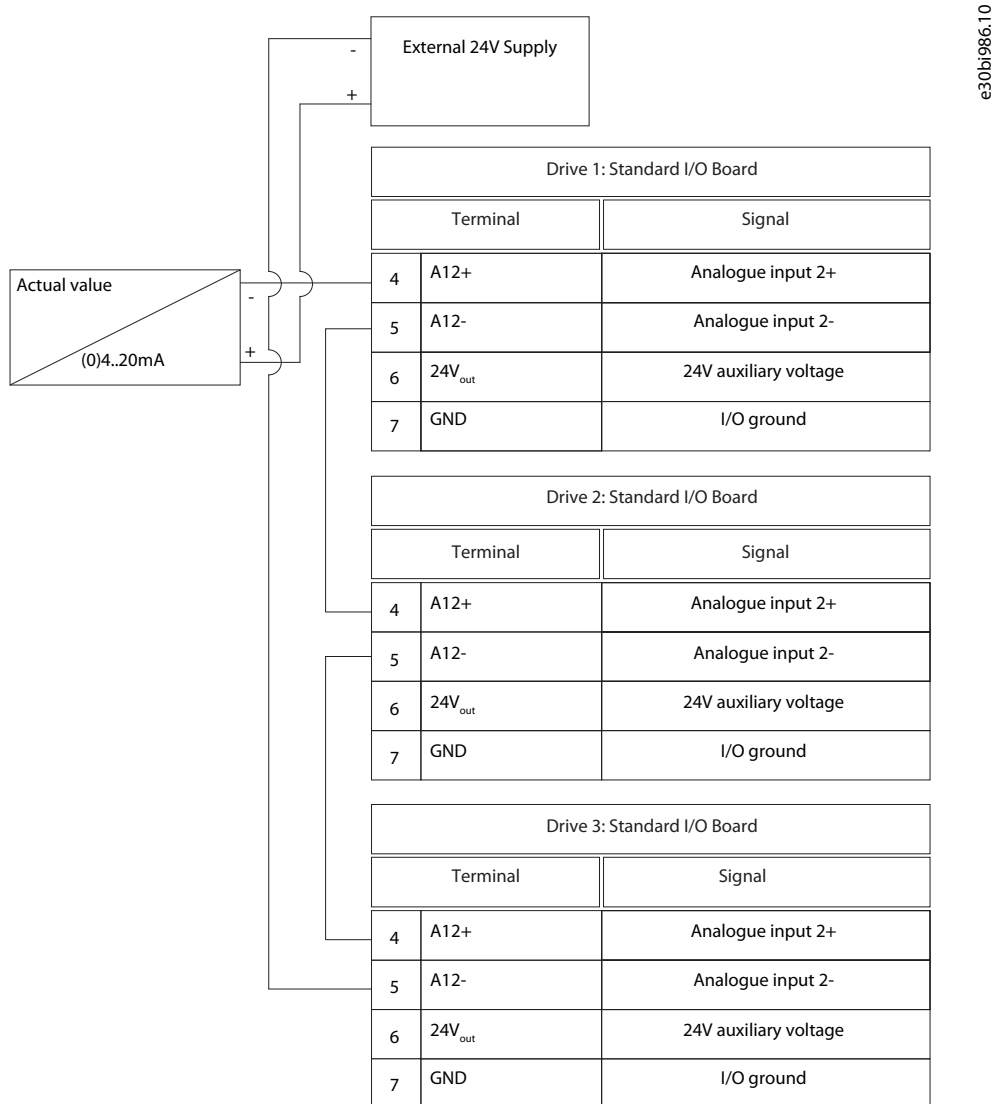 e30bi986.10
External 24V Supply
-
+
Drive 1: Standard I/O Board
Terminal Signal
Actual value
(0)4..20mA
-
+
4 A12+ Analogue input 2+
5 A12- Analogue input 2-
6 24Vout 24V auxiliary voltage
7 GND I/O ground
Drive 2: Standard I/O Board
Terminal Signal
4 A12+ Analogue input 2+
5 A12- Analogue input 2-
6 24Vout 24V auxiliary voltage
7 GND I/O ground
Drive 3: Standard I/O Board
Terminal Signal
4 A12+ Analogue input 2+
5 A12- Analogue input 2-
6 24Vout 24V auxiliary voltage
7 GND I/O ground